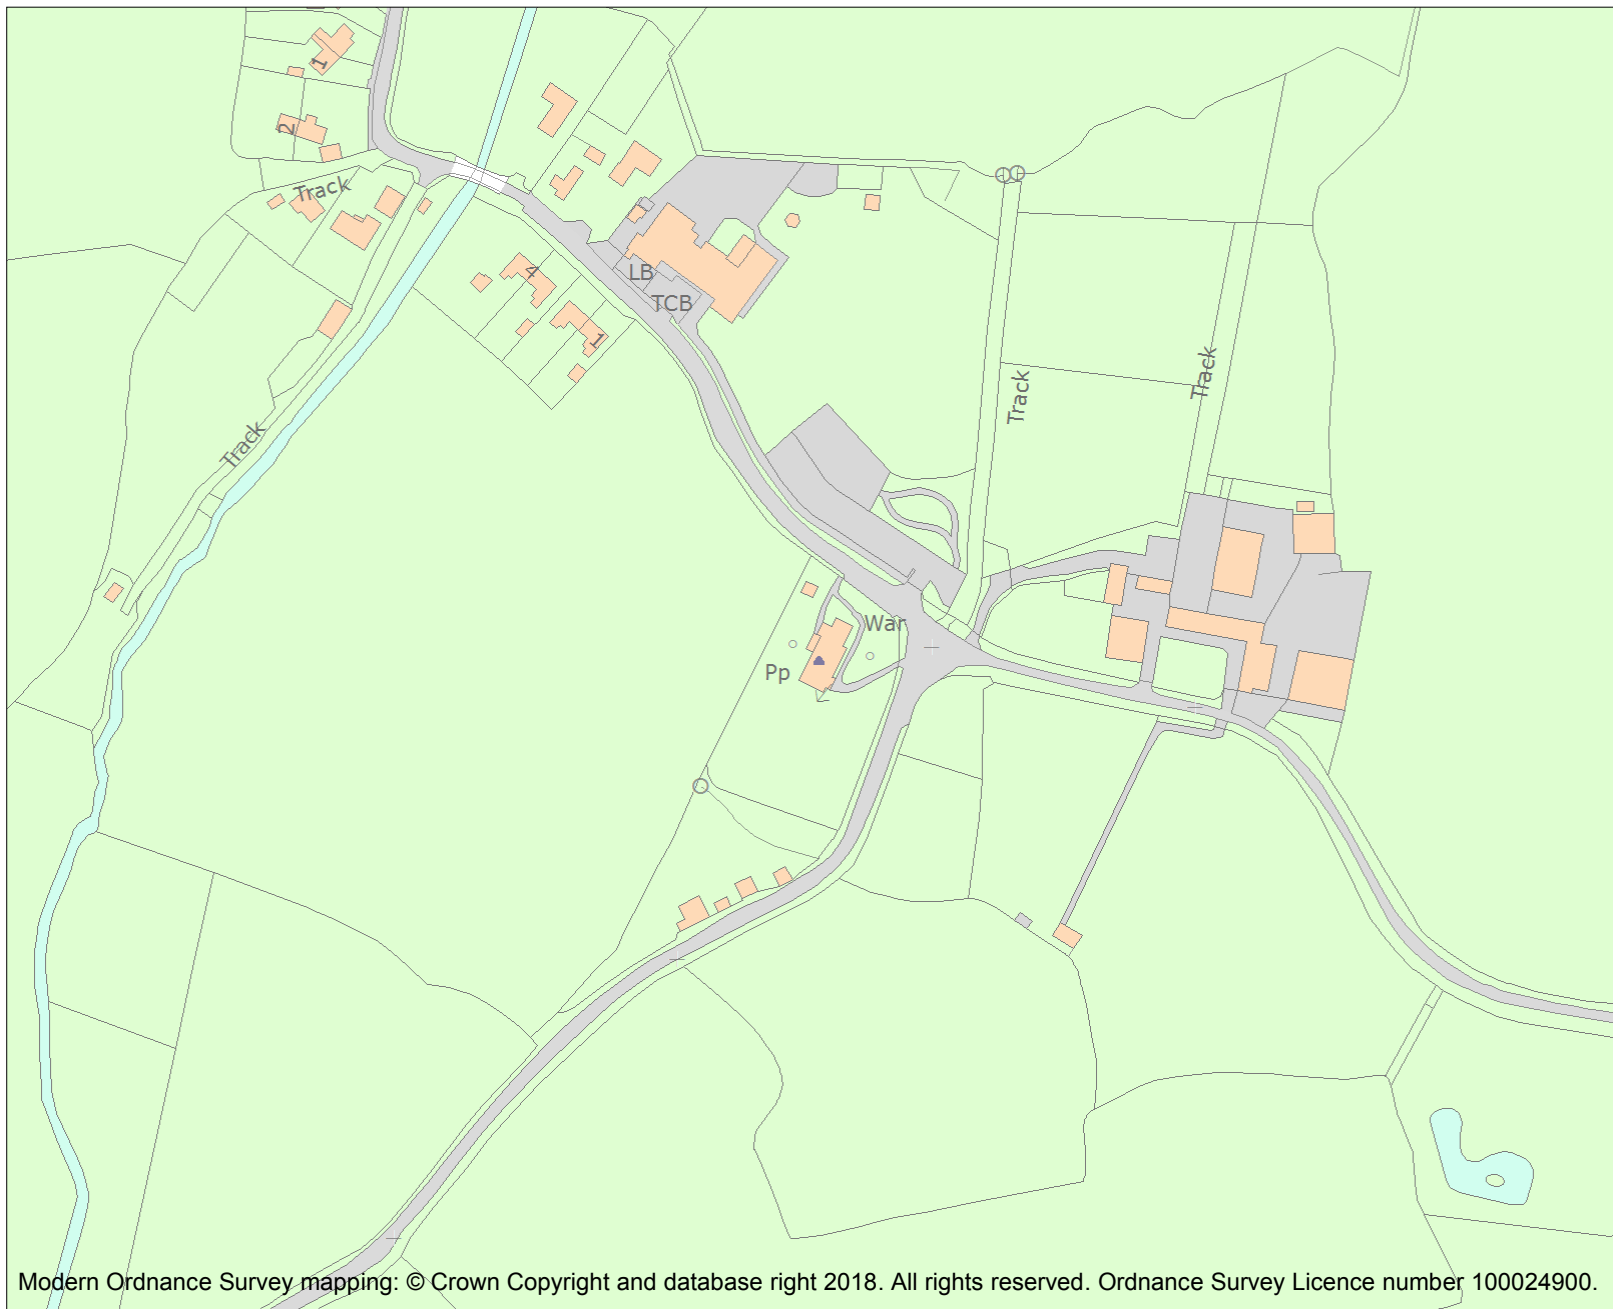 1
2
Track
4
LB
TCB
1
Track
Track
Track
War
Pp
Modern Ordnance Survey mapping: © Crown Copyright and database right 2018. All rights reserved. Ordnance Survey Licence number 100024900.